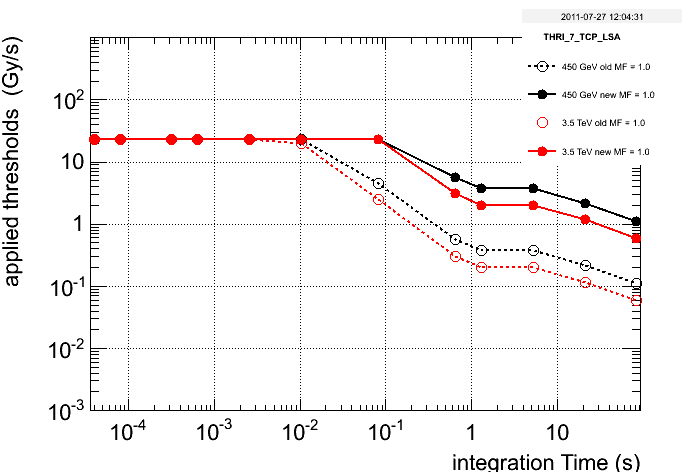 2011-07-27 12:04:31
THRI_7_TCP_LSA
450 GeV old MF = 1.0
450 GeV new MF = 1.0
3.5 TeV old MF = 1.0
3.5 TeV new MF = 1.0
applied thresholds (Gy/s)
10²
10
1
10⁻¹
10⁻²
10⁻³
10⁻⁴ 10⁻³ 10⁻² 10⁻¹ 1 10
integration Time (s)